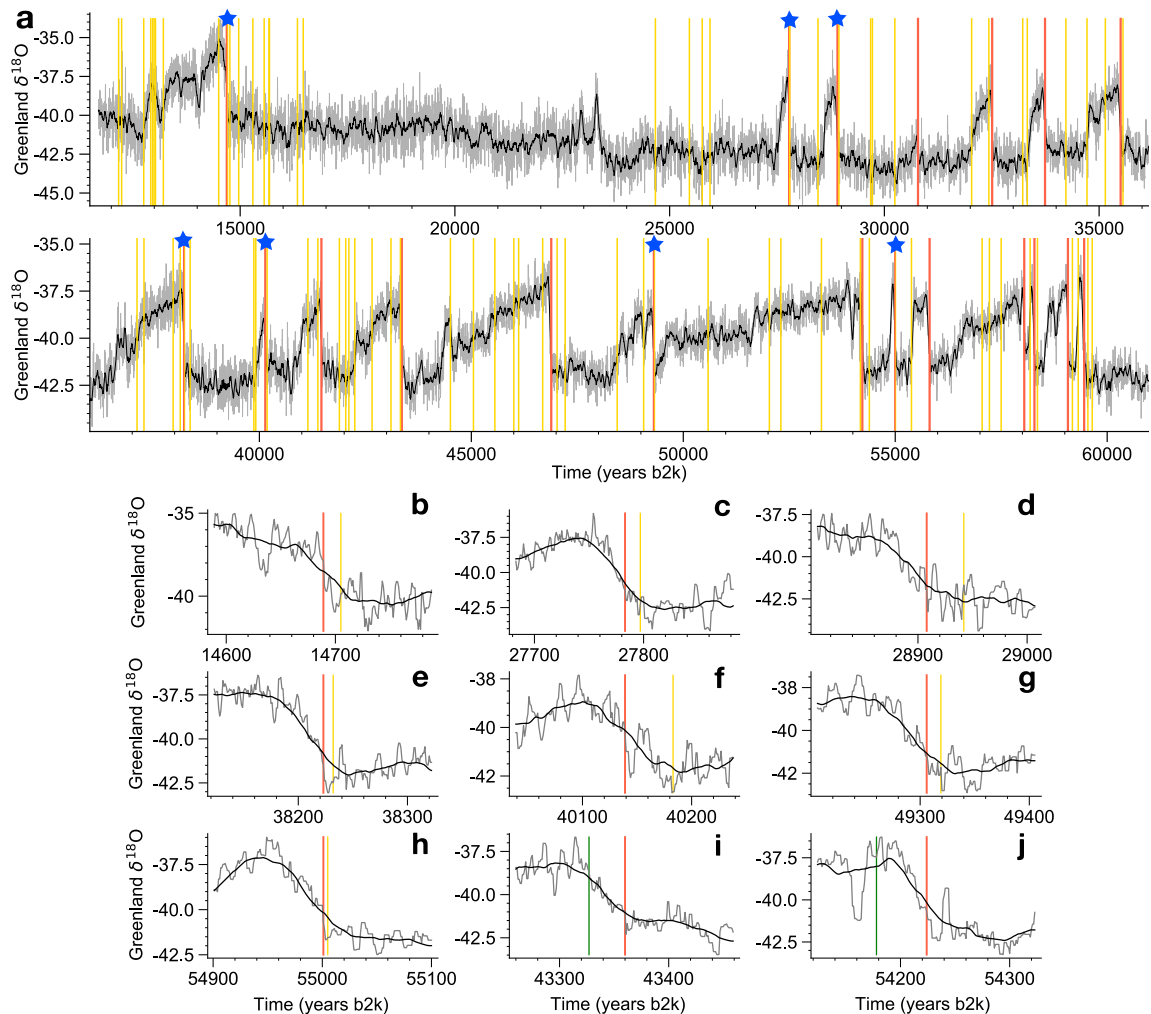 a
Greenland δ18O
-35.0
-37.5
-40.0
-42.5
-45.0
15000 20000 25000 30000 35000
Greenland δ18O
-35.0
-37.5
-40.0
-42.5
40000 45000 50000 55000 60000
Time (years b2k)
b
Greenland δ18O
-35
-40
14600 14700
c
-37.5
-40.0
-42.5
27700 27800
d
-37.5
-40.0
-42.5
28900 29000
e
Greenland δ18O
-37.5
-40.0
-42.5
38200 38300
f
-38
-40
-42
40100 40200
g
-38
-40
-42
49300 49400
h
Greenland δ18O
-37.5
-40.0
-42.5
54900 55000 55100
Time (years b2k)
i
-37.5
-40.0
-42.5
43300 43400
Time (years b2k)
j
-37.5
-40.0
-42.5
54200 54300
Time (years b2k)